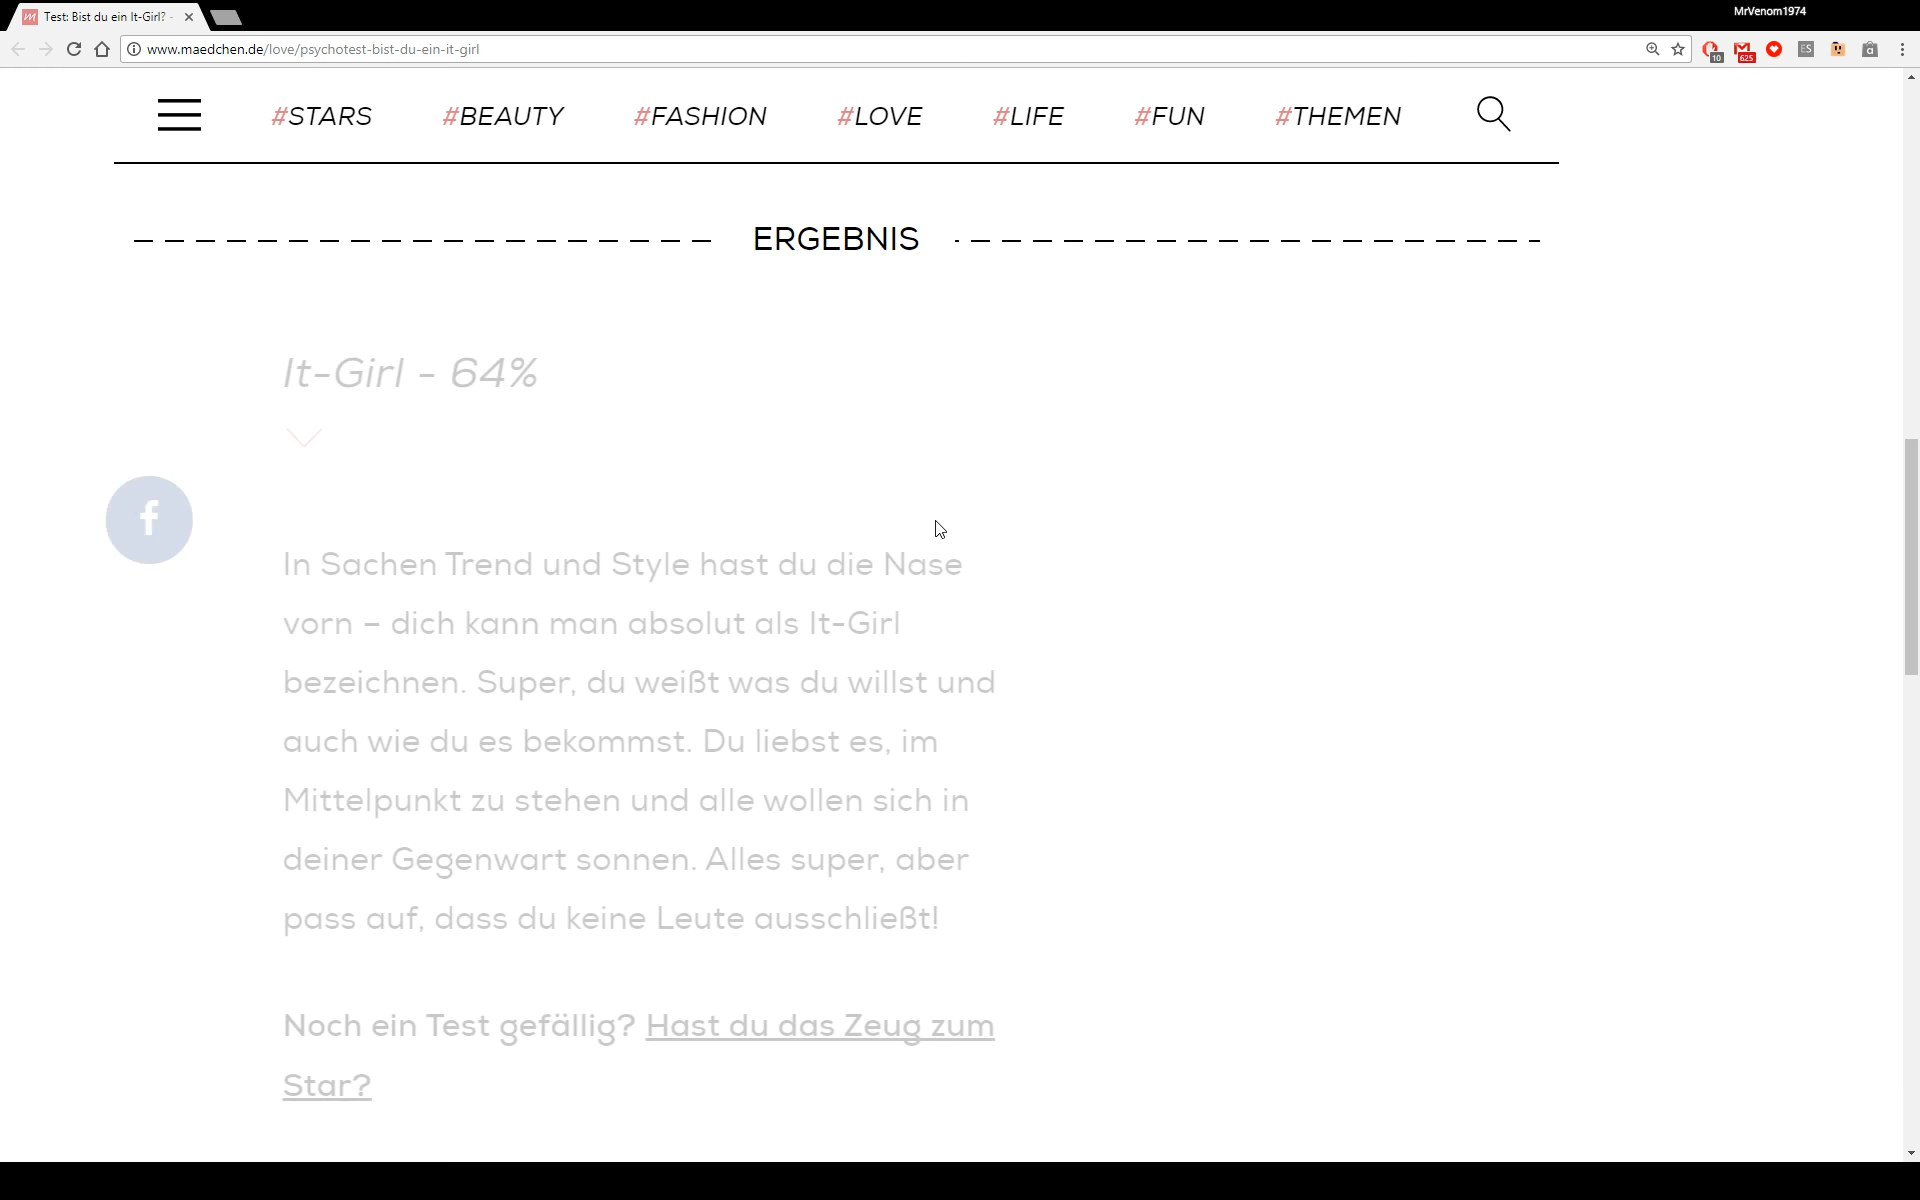 Test: Bist du ein It-Girl? -
MrVenom1974
www.maedchen.de/love/psychotest-bist-du-ein-it-girl
10
625
ES
a
#STARS #BEAUTY #FASHION #LOVE #LIFE #FUN #THEMEN
ERGEBNIS
It-Girl - 64%
f
In Sachen Trend und Style hast du die Nase
vorn – dich kann man absolut als It-Girl
bezeichnen. Super, du weißt was du willst und
auch wie du es bekommst. Du liebst es, im
Mittelpunkt zu stehen und alle wollen sich in
deiner Gegenwart sonnen. Alles super, aber
pass auf, dass du keine Leute ausschließt!
Noch ein Test gefällig? Hast du das Zeug zum
Star?